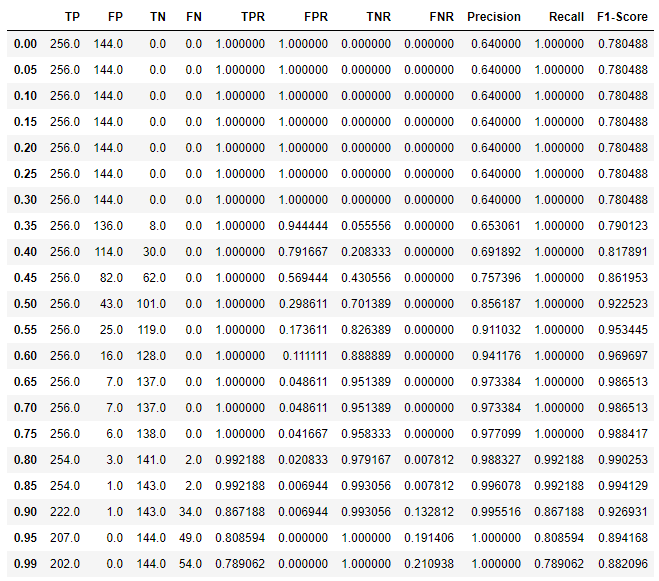 TP FP TN FN TPR FPR TNR FNR Precision Recall F1-Score
0.00 256.0 144.0 0.0 0.0 1.000000 1.000000 0.000000 0.000000 0.640000 1.000000 0.780488
0.05 256.0 144.0 0.0 0.0 1.000000 1.000000 0.000000 0.000000 0.640000 1.000000 0.780488
0.10 256.0 144.0 0.0 0.0 1.000000 1.000000 0.000000 0.000000 0.640000 1.000000 0.780488
0.15 256.0 144.0 0.0 0.0 1.000000 1.000000 0.000000 0.000000 0.640000 1.000000 0.780488
0.20 256.0 144.0 0.0 0.0 1.000000 1.000000 0.000000 0.000000 0.640000 1.000000 0.780488
0.25 256.0 144.0 0.0 0.0 1.000000 1.000000 0.000000 0.000000 0.640000 1.000000 0.780488
0.30 256.0 144.0 0.0 0.0 1.000000 1.000000 0.000000 0.000000 0.640000 1.000000 0.780488
0.35 256.0 136.0 8.0 0.0 1.000000 0.944444 0.055556 0.000000 0.653061 1.000000 0.790123
0.40 256.0 114.0 30.0 0.0 1.000000 0.791667 0.208333 0.000000 0.691892 1.000000 0.817891
0.45 256.0 82.0 62.0 0.0 1.000000 0.569444 0.430556 0.000000 0.757396 1.000000 0.861953
0.50 256.0 43.0 101.0 0.0 1.000000 0.298611 0.701389 0.000000 0.856187 1.000000 0.922523
0.55 256.0 25.0 119.0 0.0 1.000000 0.173611 0.826389 0.000000 0.911032 1.000000 0.953445
0.60 256.0 16.0 128.0 0.0 1.000000 0.111111 0.888889 0.000000 0.941176 1.000000 0.969697
0.65 256.0 7.0 137.0 0.0 1.000000 0.048611 0.951389 0.000000 0.973384 1.000000 0.986513
0.70 256.0 7.0 137.0 0.0 1.000000 0.048611 0.951389 0.000000 0.973384 1.000000 0.986513
0.75 256.0 6.0 138.0 0.0 1.000000 0.041667 0.958333 0.000000 0.977099 1.000000 0.988417
0.80 254.0 3.0 141.0 2.0 0.992188 0.020833 0.979167 0.007812 0.988327 0.992188 0.990253
0.85 254.0 1.0 143.0 2.0 0.992188 0.006944 0.993056 0.007812 0.996078 0.992188 0.994129
0.90 222.0 1.0 143.0 34.0 0.867188 0.006944 0.993056 0.132812 0.995516 0.867188 0.926931
0.95 207.0 0.0 144.0 49.0 0.808594 0.000000 1.000000 0.191406 1.000000 0.808594 0.894168
0.99 202.0 0.0 144.0 54.0 0.789062 0.000000 1.000000 0.210938 1.000000 0.789062 0.882096